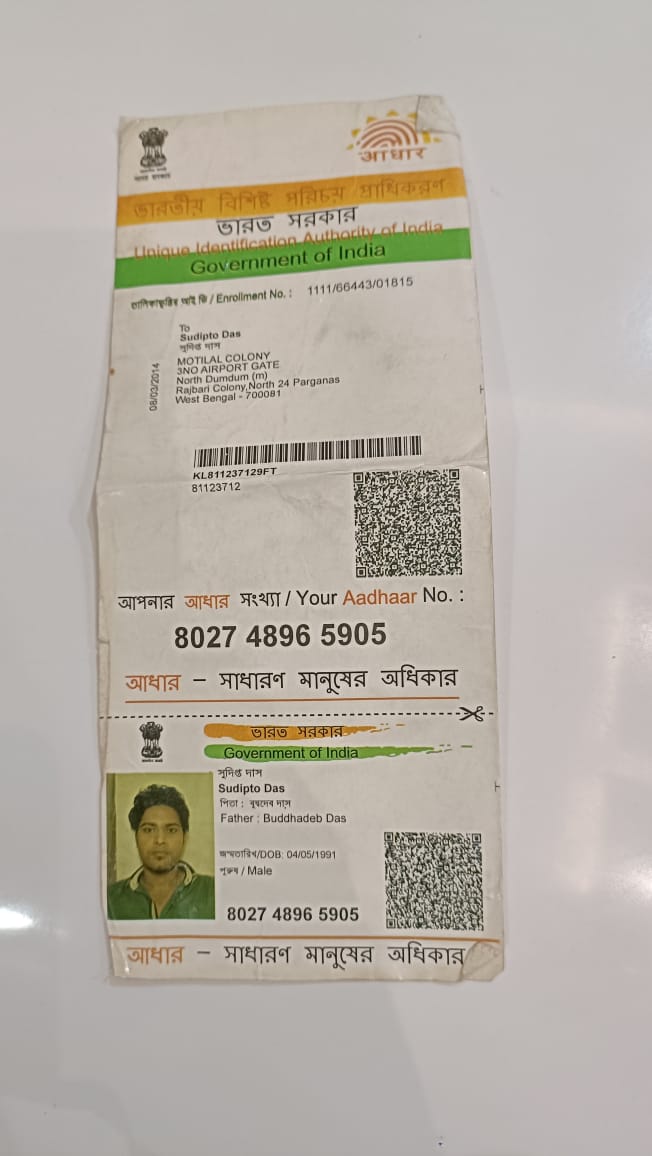 भारत सरकार
आधार
ভারতীয় বিশিষ্ট পরিচয় প্রাধিকরণ
ভারত সরকার
Unique Identification Authority of India
Government of India
তালিকাভুক্তির আই ডি / Enrollment No. : 1111/66443/01815
To
Sudipto Das
সুদিপ্ত দাস
MOTILAL COLONY
3NO AIRPORT GATE
North Dumdum (m)
Rajbari Colony,North 24 Parganas
West Bengal - 700081
08/03/2014
KL811237129FT
81123712
আপনার আধার সংখ্যা / Your Aadhaar No. :
8027 4896 5905
আধার – সাধারণ মানুষের অধিকার
ভারত সরকার
Government of India
সুদিপ্ত দাস
Sudipto Das
পিতা : বুদ্ধদেব দাস
Father : Buddhadeb Das
জন্মতারিখ/DOB: 04/05/1991
পুরুষ / Male
8027 4896 5905
আধার – সাধারণ মানুষের অধিকার